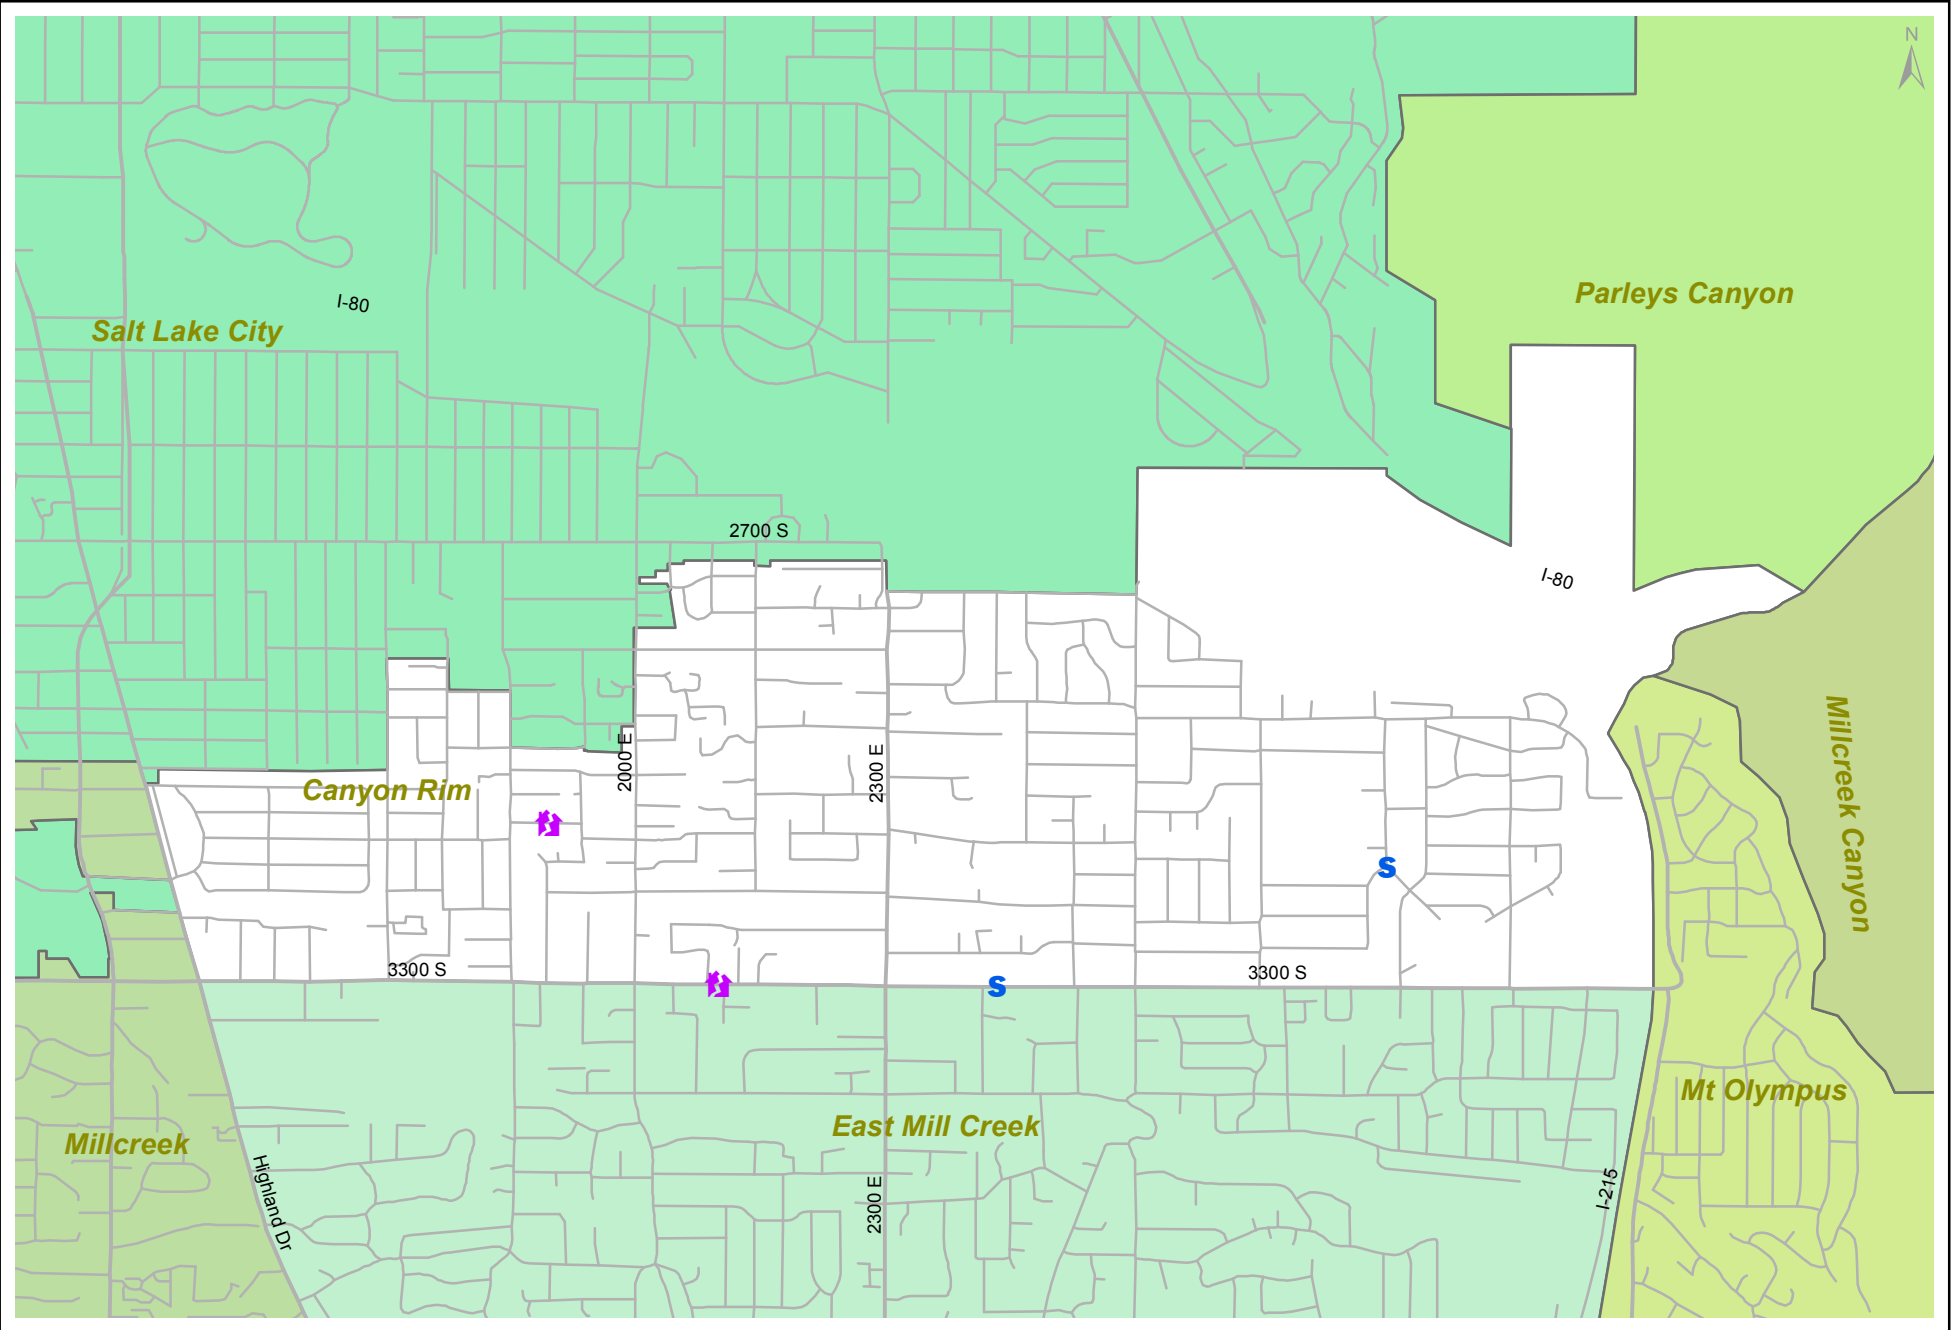 N
Parleys Canyon
I-80
Salt Lake City
2700 S
I-80
Canyon Rim
2000 E
2300 E
Millcreek Canyon
S
3300 S
3300 S
S
Mt Olympus
East Mill Creek
Millcreek
Highland Dr
2300 E
I-215